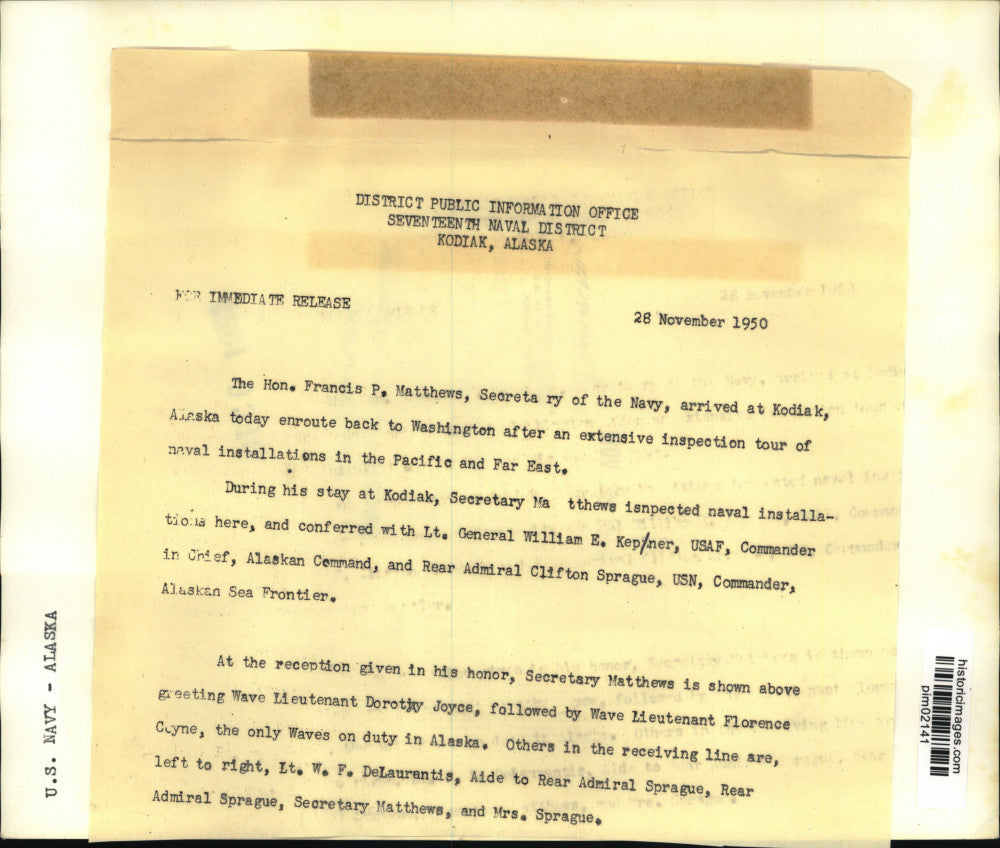 DISTRICT PUBLIC INFORMATION OFFICE
SEVENTEENTH NAVAL DISTRICT
KODIAK, ALASKA
FOR IMMEDIATE RELEASE
28 November 1950
The Hon. Francis P. Matthews, Secreta ry of the Navy, arrived at Kodiak,
Alaska today enroute back to Washington after an extensive inspection tour of
naval installations in the Pacific and Far East.
During his stay at Kodiak, Secretary Ma tthews isnpected naval installa-
tions here, and conferred with Lt. General William E. Kep/ner, USAF, Commander
in Chief, Alaskan Command, and Rear Admiral Clifton Sprague, USN, Commander,
Alaskan Sea Frontier.
At the reception given in his honor, Secretary Matthews is shown above
greeting Wave Lieutenant Dorothy Joyce, followed by Wave Lieutenant Florence
Coyne, the only Waves on duty in Alaska. Others in the receiving line are,
left to right, Lt. W. F. DeLaurantis, Aide to Rear Admiral Sprague, Rear
Admiral Sprague, Secretary Matthews, and Mrs. Sprague.
U.S. NAVY - ALASKA
historicimages.com
pim02141